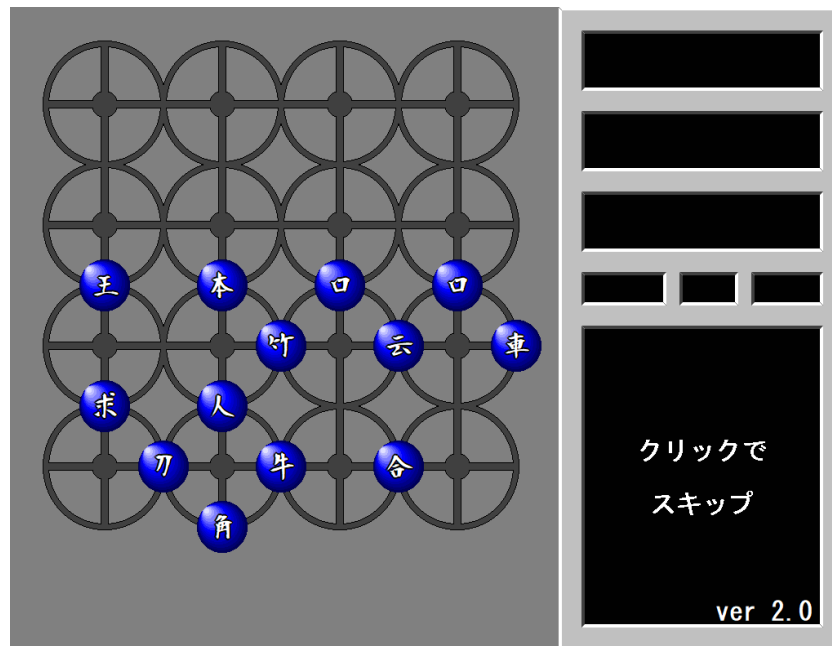 王 本 口 口
竹 云 車
求 人
刀 牛 合
角
クリックで
スキップ
ver 2.0